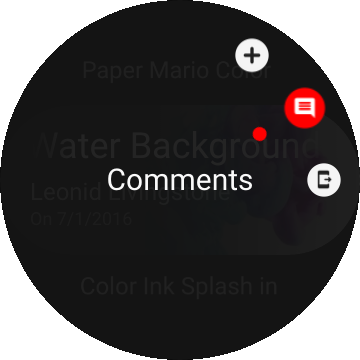 Paper Mario Color
Water Background
Comments
Leonid Livingstone
On 7/1/2016
Color Ink Splash in